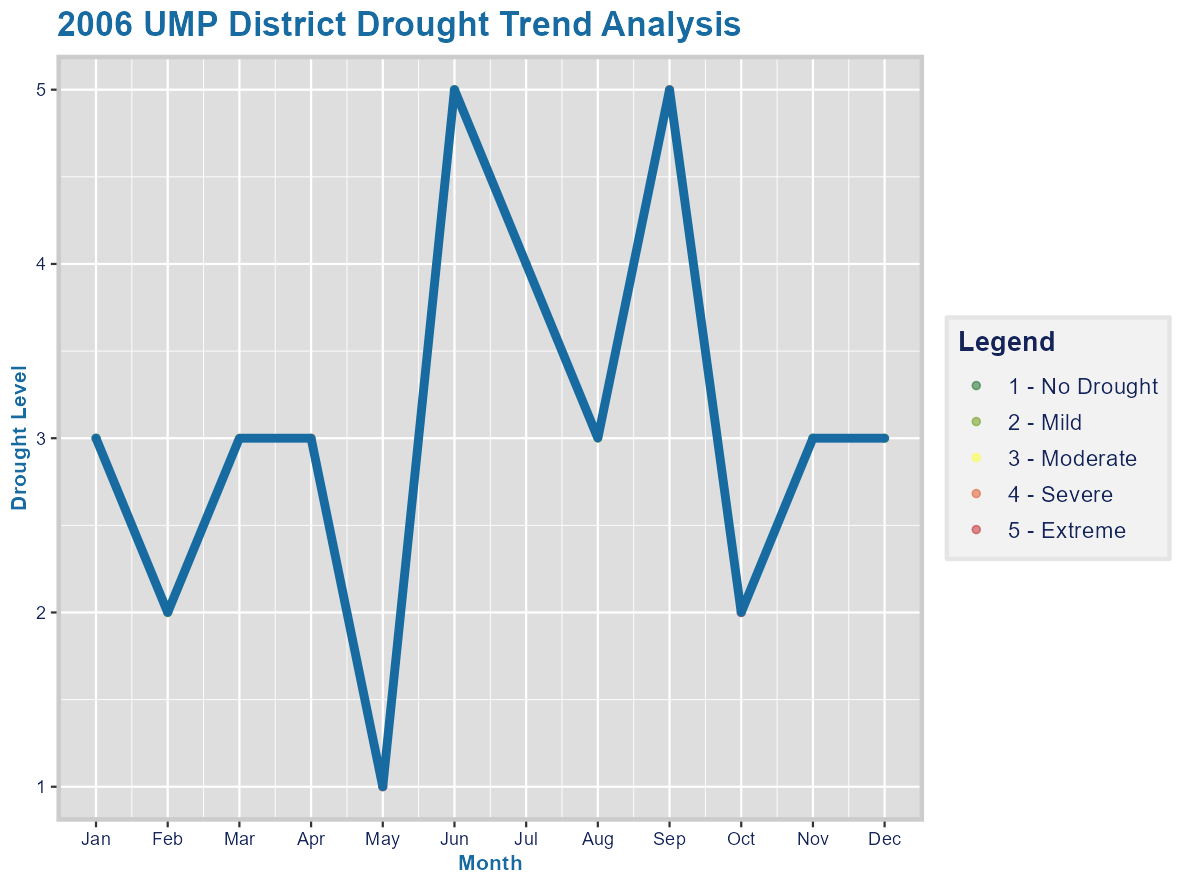 2006 UMP District Drought Trend Analysis
5
4
3
2
1
Drought Level
Jan Feb Mar Apr May Jun Jul Aug Sep Oct Nov Dec
Month
Legend
1 - No Drought
2 - Mild
3 - Moderate
4 - Severe
5 - Extreme